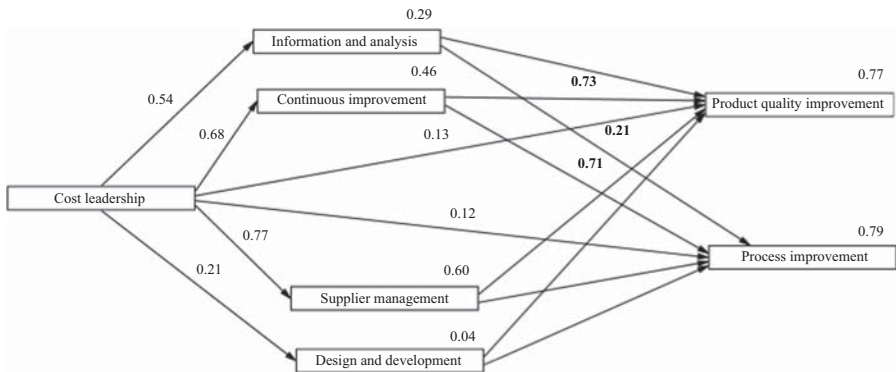 0.29
Information and analysis
0.46
0.73
0.77
Continuous improvement
Product quality improvement
0.54
0.68
0.13
0.21
0.71
Cost leadership
0.12
0.79
0.77
Process improvement
0.21
0.60
Supplier management
0.04
Design and development